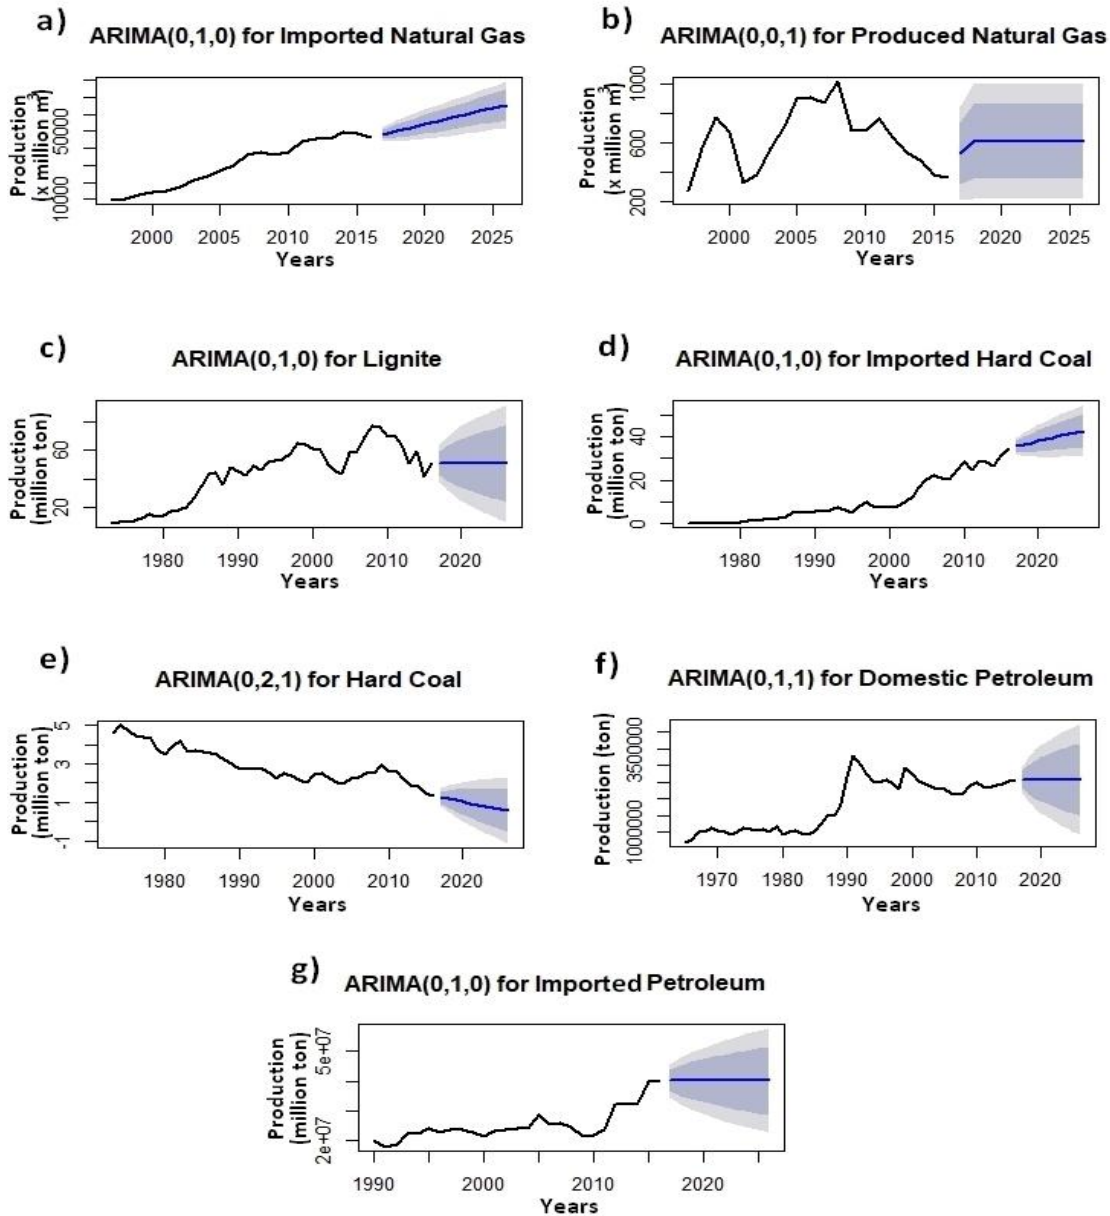 a)
ARIMA(0,1,0) for Imported Natural Gas
Production
(x million m³)
10000
50000
2000 2005 2010 2015 2020 2025
Years
b)
ARIMA(0,0,1) for Produced Natural Gas
Production
(x million m³)
200 600 1000
2000 2005 2010 2015 2020 2025
Years
c)
ARIMA(0,1,0) for Lignite
Production
(million ton)
20 60
1980 1990 2000 2010 2020
Years
d)
ARIMA(0,1,0) for Imported Hard Coal
Production
(million ton)
0 20 40
1980 1990 2000 2010 2020
Years
e)
ARIMA(0,2,1) for Hard Coal
Production
(million ton)
-1 1 3 5
1980 1990 2000 2010 2020
Years
f)
ARIMA(0,1,1) for Domestic Petroleum
Production (ton)
1000000 3500000
1970 1980 1990 2000 2010 2020
Years
g)
ARIMA(0,1,0) for Imported Petroleum
Production
(million ton)
2e+07 5e+07
1990 2000 2010 2020
Years